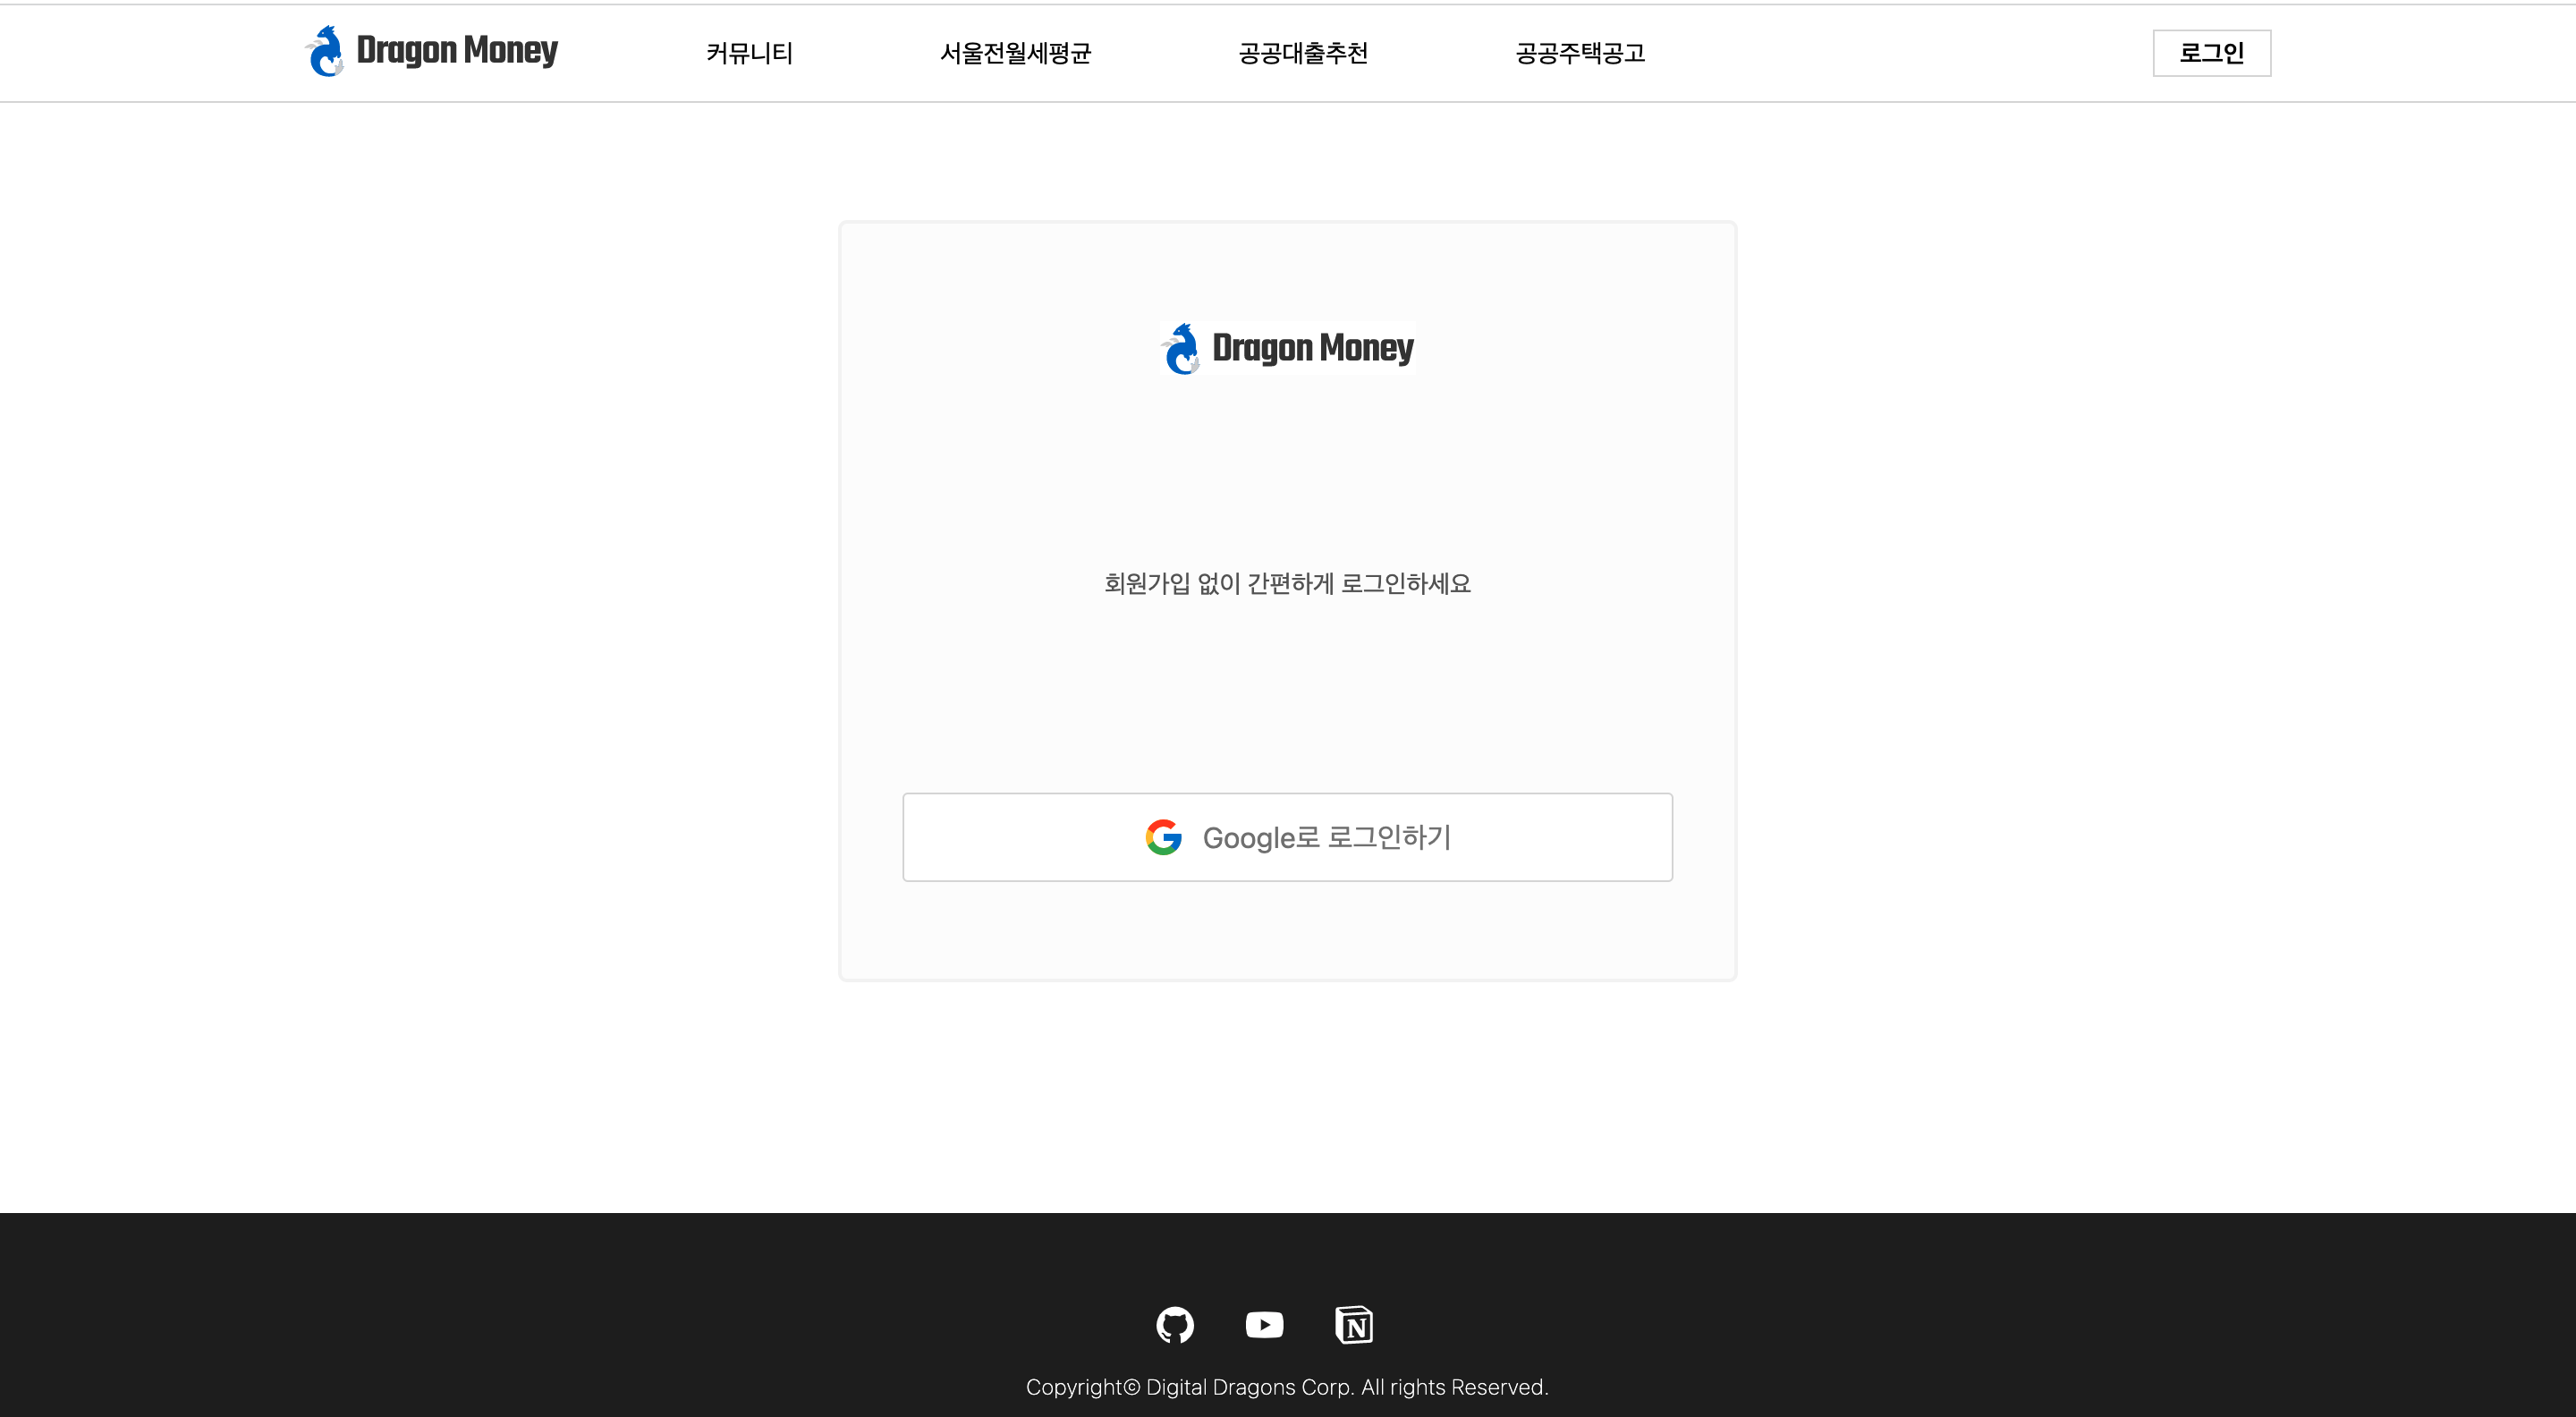 Dragon Money
커뮤니티
서울전월세평균
공공대출추천
공공주택공고
로그인
Dragon Money
회원가입 없이 간편하게 로그인하세요
Google로 로그인하기
Copyright© Digital Dragons Corp. All rights Reserved.